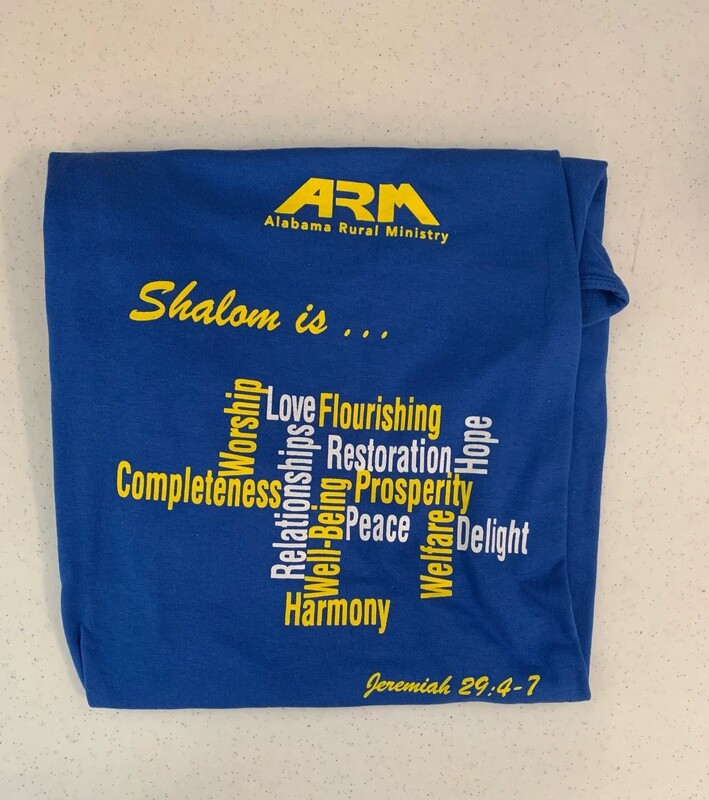 ARM
Alabama Rural Ministry
Shalom is ...
Worship
Love
Flourishing
Relationships
Restoration
Hope
Completeness
Well-Being
Prosperity
Peace
Welfare
Delight
Harmony
Jeremiah 29:4-7